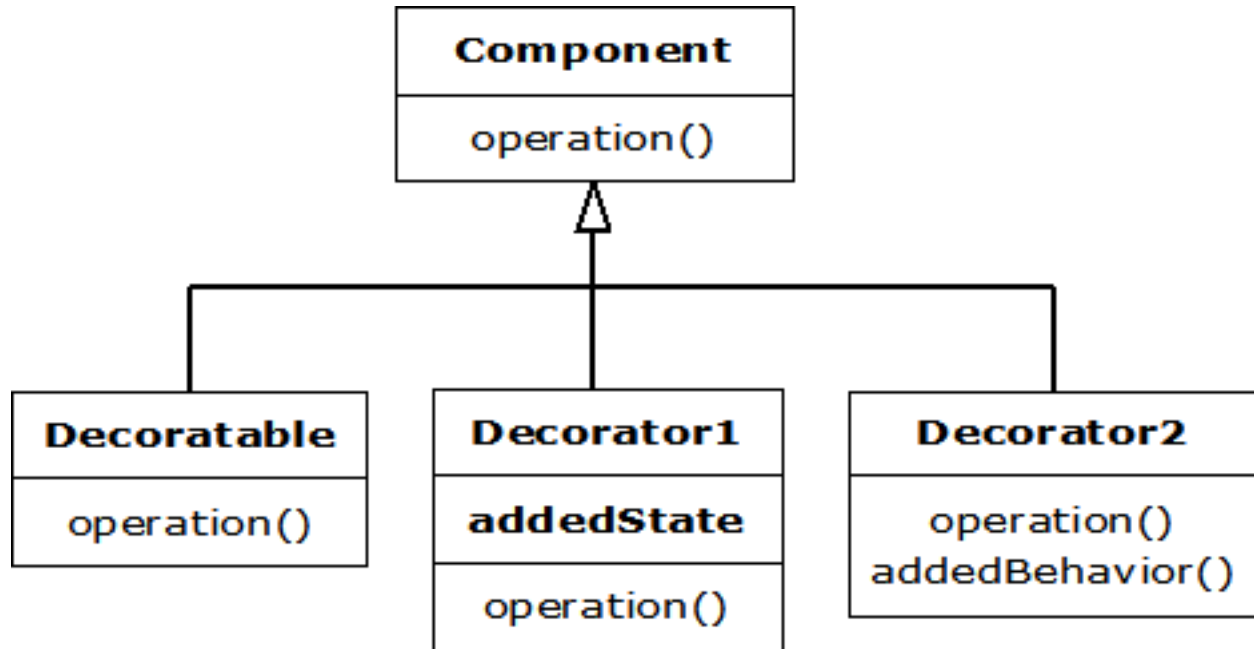 Component
operation()
Decoratable
operation()
Decorator1
addedState
operation()
Decorator2
operation()
addedBehavior()